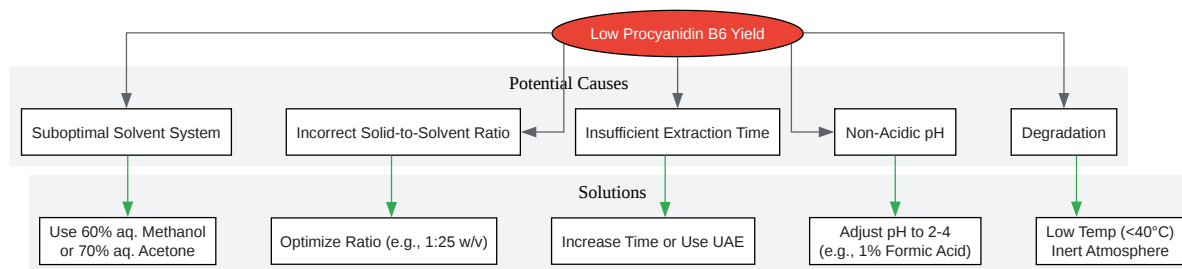 Low Procyanidin B6 Yield
Potential Causes
Suboptimal Solvent System
Incorrect Solid-to-Solvent Ratio
Insufficient Extraction Time
Non-Acidic pH
Degradation
Solutions
Use 60% aq. Methanol
or 70% aq. Acetone
Optimize Ratio (e.g., 1:25 w/v)
Increase Time or Use UAE
Adjust pH to 2-4
(e.g., 1% Formic Acid)
Low Temp (<40°C)
Inert Atmosphere